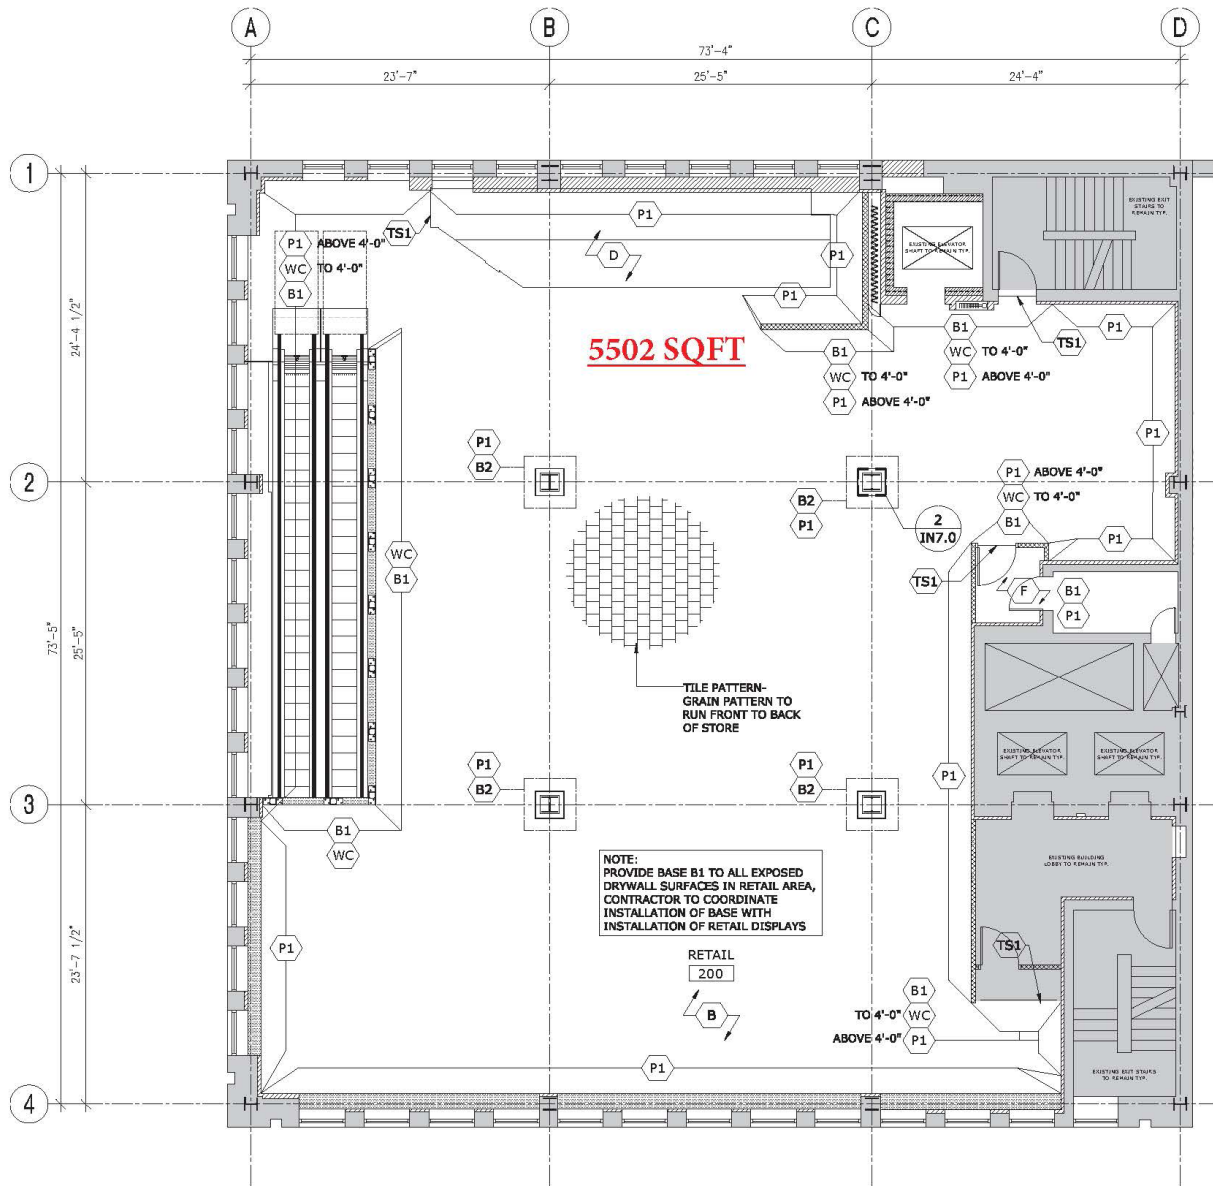 A
B
C
D
73'-4"
23'-7"
25'-5"
24'-4"
1
P1
P1
ABOVE 4'-0"
TS1
WC
TO 4'-0"
B1
D
P1
P1
EXISTING EXIT
STAIRS TO
REMAIN TYP.
EXISTING ELEVATOR
SHAFT TO REMAIN TYP.
24'-4 1/2"
5502 SQFT
B1
WC
TO 4'-0"
P1
ABOVE 4'-0"
B1
WC
TO 4'-0"
P1
ABOVE 4'-0"
TS1
P1
P1
2
P1
B2
B2
P1
P1
ABOVE 4'-0"
WC
TO 4'-0"
B1
2
IN7.0
P1
WC
B1
TS1
F
B1
P1
73'-5"
25'-5"
TILE PATTERN-
GRAIN PATTERN TO
RUN FRONT TO BACK
OF STORE
EXISTING ELEVATOR
SHAFT TO REMAIN TYP.
EXISTING ELEVATOR
SHAFT TO REMAIN TYP.
3
P1
B2
P1
B2
P1
B1
WC
NOTE:
PROVIDE BASE B1 TO ALL EXPOSED
DRYWALL SURFACES IN RETAIL AREA,
CONTRACTOR TO COORDINATE
INSTALLATION OF BASE WITH
INSTALLATION OF RETAIL DISPLAYS
EXISTING BUILDING
LOBBY TO REMAIN TYP.
23'-7 1/2"
P1
RETAIL
200
B
TS1
B1
TO 4'-0"
WC
ABOVE 4'-0"
P1
P1
EXISTING EXIT STAIRS
TO REMAIN TYP.
4